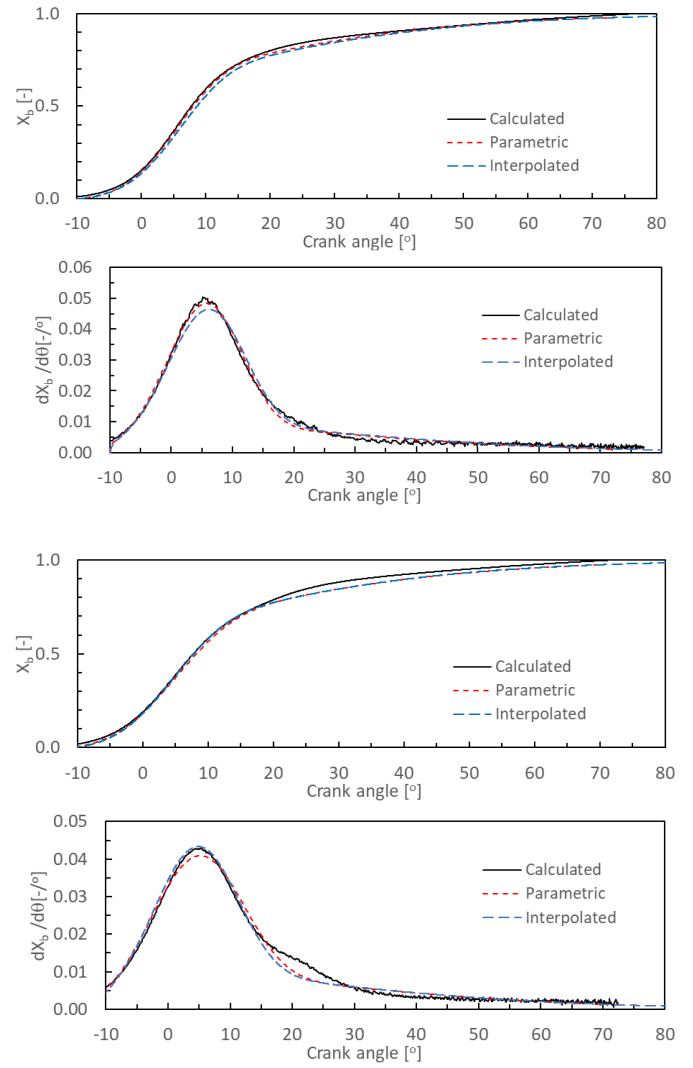 1.0
X_b [-]
0.5
Calculated
Parametric
Interpolated
0.0
-10 0 10 20 30 40 50 60 70 80
Crank angle [°]
0.06
0.05
Calculated
0.04
dX_b /dθ[-/°]
0.03
Parametric
Interpolated
0.02
0.01
0.00
-10 0 10 20 30 40 50 60 70 80
Crank angle [°]
1.0
X_b [-]
0.5
Calculated
Parametric
Interpolated
0.0
-10 0 10 20 30 40 50 60 70 80
Crank angle [°]
0.05
0.04
Calculated
dX_b /dθ[-/°]
0.03
Parametric
Interpolated
0.02
0.01
0.00
-10 0 10 20 30 40 50 60 70 80
Crank angle [°]